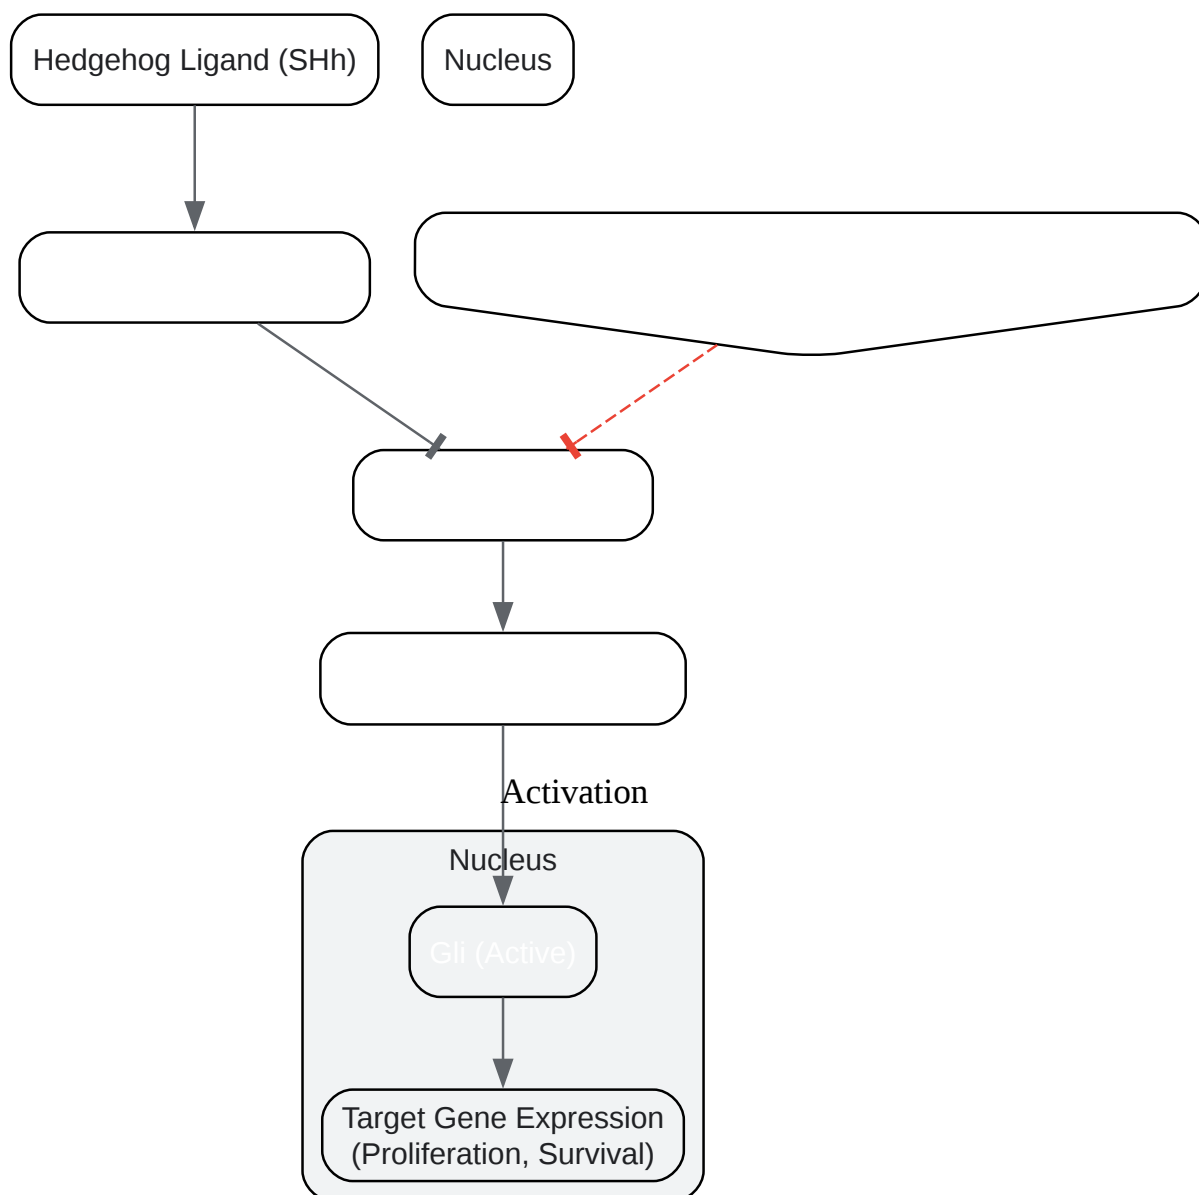 Hedgehog Ligand (SHh)
Nucleus
Activation
Nucleus
Gli (Active)
Target Gene Expression
(Proliferation, Survival)